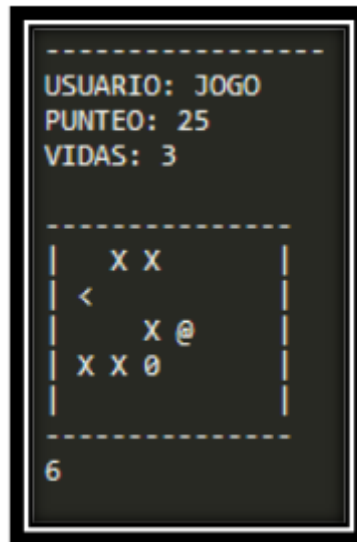 -----------------
USUARIO: JOGO
PUNTEO: 25
VIDAS: 3
---------------
|   X X       |
| <           |
|     X @     |
| X X 0       |
|             |
---------------
6